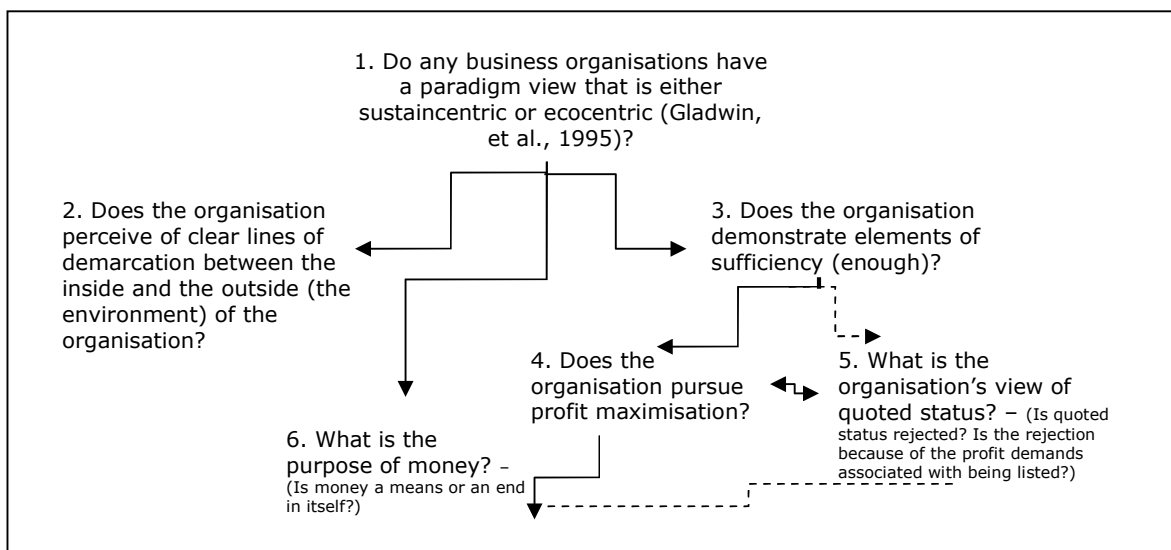 1. Do any business organisations have
a paradigm view that is either
sustaincentric or ecocentric (Gladwin,
et al., 1995)?
2. Does the organisation
perceive of clear lines of
demarcation between the
inside and the outside (the
environment) of the
organisation?
3. Does the organisation
demonstrate elements of
sufficiency (enough)?
4. Does the
organisation pursue
profit maximisation?
5. What is the
organisation’s view of
quoted status? – (Is quoted
status rejected? Is the rejection
because of the profit demands
associated with being listed?)
6. What is the
purpose of money? –
(Is money a means or an end
in itself?)